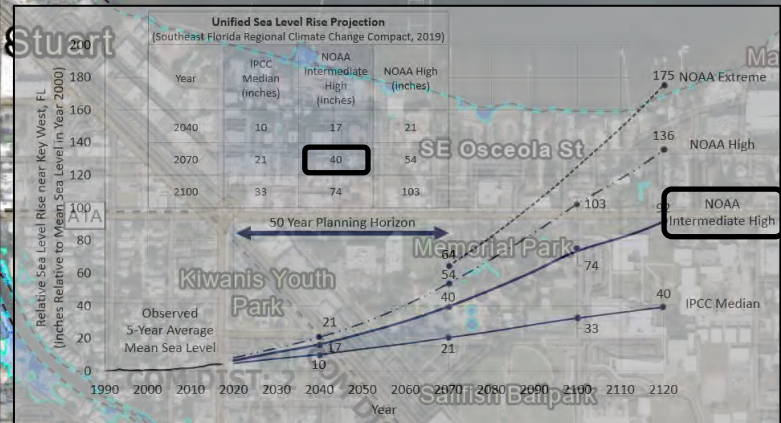 Stuart
Unified Sea Level Rise Projection
(Southeast Florida Regional Climate Change Compact, 2019)
Year
IPCC
Median
(inches)
NOAA
Intermediate
High
(inches)
NOAA High
(inches)
2040 10 17 21
2070 21 40 54
2100 33 74 103
Relative Sea Level Rise near Key West, FL
(Inches Relative to Mean Sea Level in Year 2000)
200
180
160
140
120
100
80
60
40
20
0
A1A
SE Osceola St
Memorial Park
Kiwanis Youth
Park
Sailfish Ballpark
50 Year Planning Horizon
Observed
5-Year Average
Mean Sea Level
175 NOAA Extreme
136 NOAA High
103
92 NOAA
Intermediate High
74
64
54
40
40 IPCC Median
33
21
21
17
10
1990 2000 2010 2020 2030 2040 2050 2060 2070 2080 2090 2100 2110 2120
Year